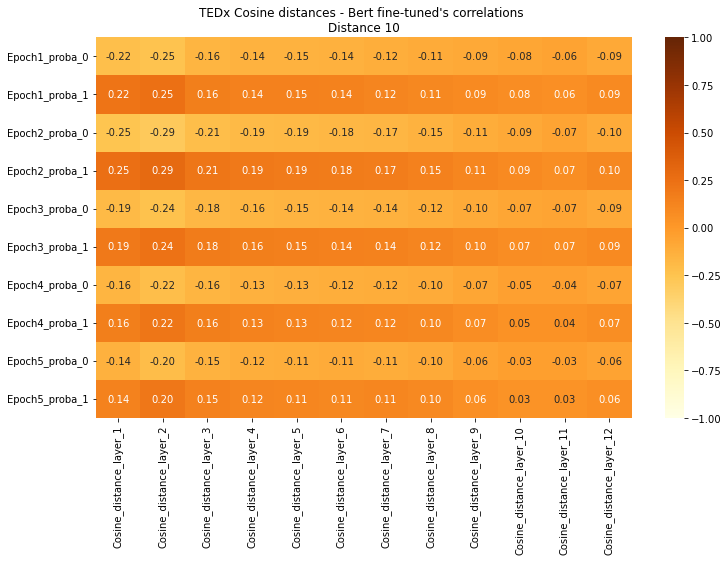 TEDx Cosine distances - Bert fine-tuned's correlations
Distance 10
Epoch1_proba_0 -0.22 -0.25 -0.16 -0.14 -0.15 -0.14 -0.12 -0.11 -0.09 -0.08 -0.06 -0.09
Epoch1_proba_1 0.22 0.25 0.16 0.14 0.15 0.14 0.12 0.11 0.09 0.08 0.06 0.09
Epoch2_proba_0 -0.25 -0.29 -0.21 -0.19 -0.19 -0.18 -0.17 -0.15 -0.11 -0.09 -0.07 -0.10
Epoch2_proba_1 0.25 0.29 0.21 0.19 0.19 0.18 0.17 0.15 0.11 0.09 0.07 0.10
Epoch3_proba_0 -0.19 -0.24 -0.18 -0.16 -0.15 -0.14 -0.14 -0.12 -0.10 -0.07 -0.07 -0.09
Epoch3_proba_1 0.19 0.24 0.18 0.16 0.15 0.14 0.14 0.12 0.10 0.07 0.07 0.09
Epoch4_proba_0 -0.16 -0.22 -0.16 -0.13 -0.13 -0.12 -0.12 -0.10 -0.07 -0.05 -0.04 -0.07
Epoch4_proba_1 0.16 0.22 0.16 0.13 0.13 0.12 0.12 0.10 0.07 0.05 0.04 0.07
Epoch5_proba_0 -0.14 -0.20 -0.15 -0.12 -0.11 -0.11 -0.11 -0.10 -0.06 -0.03 -0.03 -0.06
Epoch5_proba_1 0.14 0.20 0.15 0.12 0.11 0.11 0.11 0.10 0.06 0.03 0.03 0.06
Cosine_distance_layer_1
Cosine_distance_layer_2
Cosine_distance_layer_3
Cosine_distance_layer_4
Cosine_distance_layer_5
Cosine_distance_layer_6
Cosine_distance_layer_7
Cosine_distance_layer_8
Cosine_distance_layer_9
Cosine_distance_layer_10
Cosine_distance_layer_11
Cosine_distance_layer_12
1.00
0.75
0.50
0.25
0.00
−0.25
−0.50
−0.75
−1.00